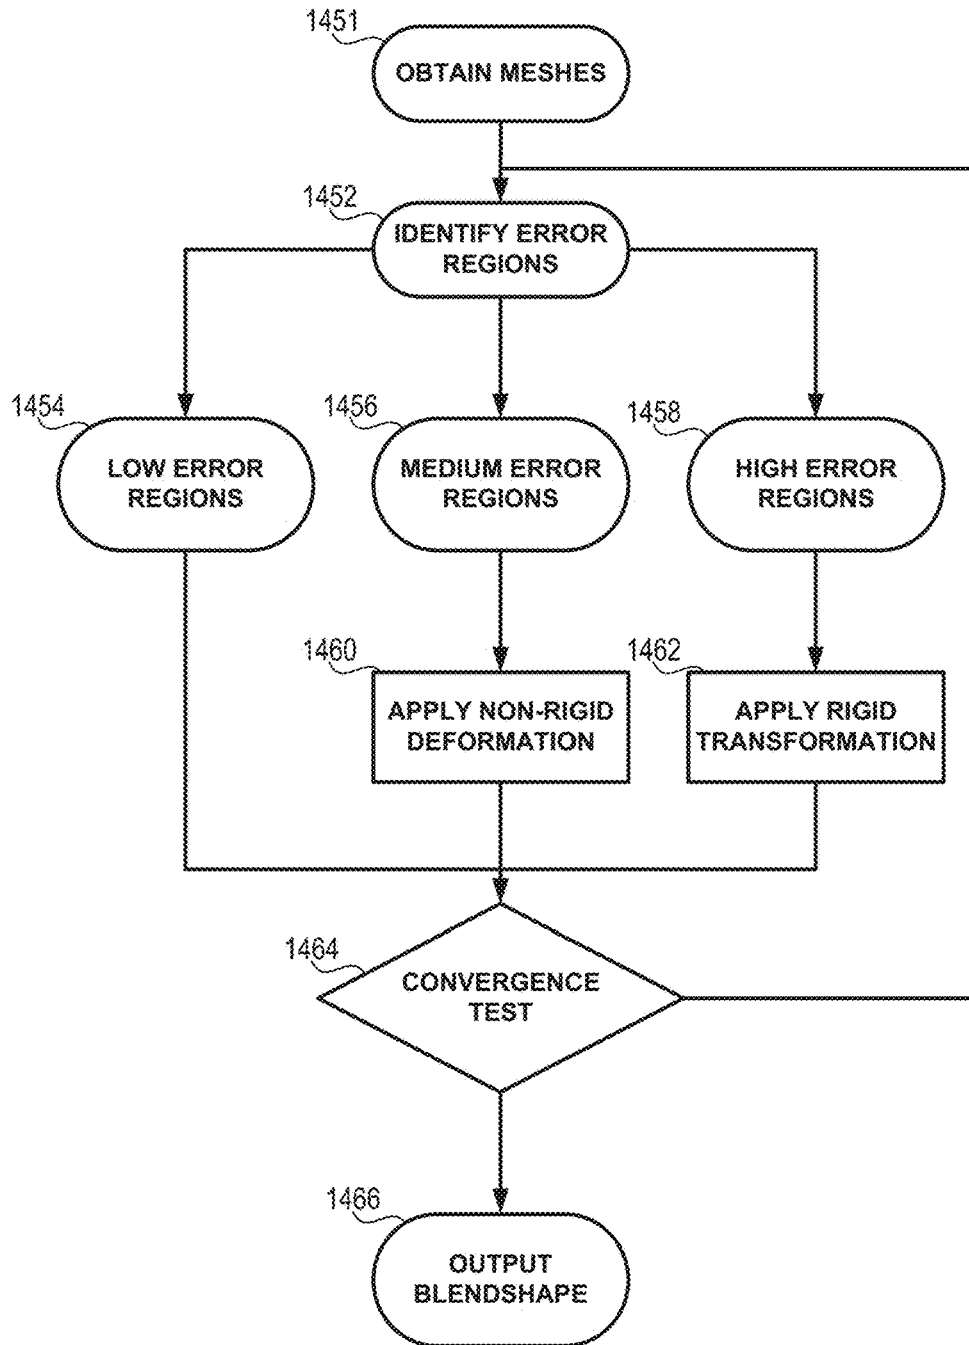 1451
OBTAIN MESHES
1452
IDENTIFY ERROR
REGIONS
1454
LOW ERROR
REGIONS
1456
MEDIUM ERROR
REGIONS
1458
HIGH ERROR
REGIONS
1460
APPLY NON-RIGID
DEFORMATION
1462
APPLY RIGID
TRANSFORMATION
1464
CONVERGENCE
TEST
1466
OUTPUT
BLENDSHAPE